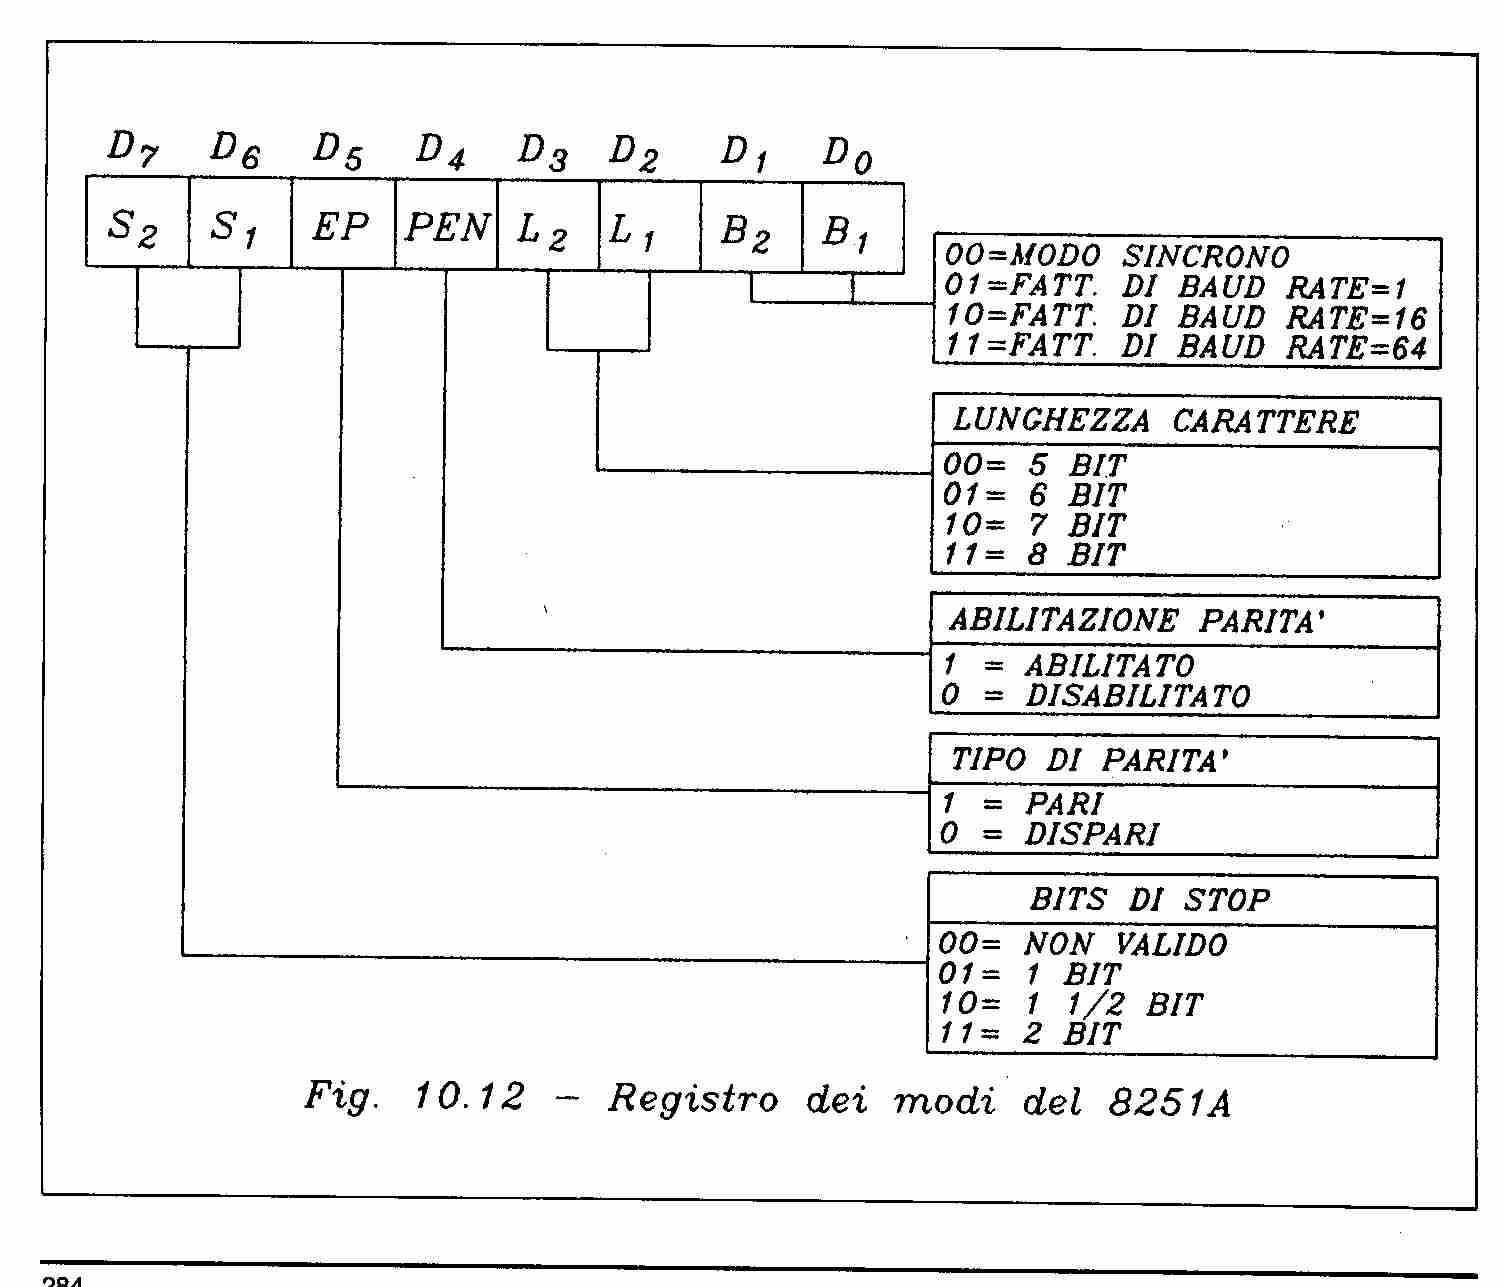 D7 D6 D5 D4 D3 D2 D1 D0
S2 S1 EP PEN L2 L1 B2 B1
00=MODO SINCRONO
01=FATT. DI BAUD RATE=1
10=FATT. DI BAUD RATE=16
11=FATT. DI BAUD RATE=64
LUNGHEZZA CARATTERE
00= 5 BIT
01= 6 BIT
10= 7 BIT
11= 8 BIT
ABILITAZIONE PARITA'
1 = ABILITATO
0 = DISABILITATO
TIPO DI PARITA'
1 = PARI
0 = DISPARI
BITS DI STOP
00= NON VALIDO
01= 1 BIT
10= 1 1/2 BIT
11= 2 BIT
Fig. 10.12 - Registro dei modi del 8251A
284